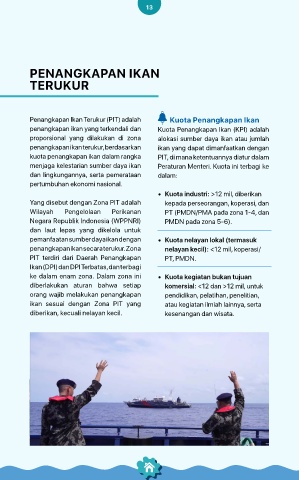 13
PENANGKAPAN IKAN
TERUKUR
Penangkapan Ikan Terukur (PIT) adalah
penangkapan ikan yang terkendali dan
proporsional yang dilakukan di zona
penangkapan ikan terukur, berdasarkan
kuota penangkapan ikan dalam rangka
menjaga kelestarian sumber daya ikan
dan lingkungannya, serta pemerataan
pertumbuhan ekonomi nasional.
Yang disebut dengan Zona PIT adalah
Wilayah Pengelolaan Perikanan
Negara Republik Indonesia (WPPNRI)
dan laut lepas yang dikelola untuk
pemanfaatan sumber daya ikan dengan
penangkapan ikan secara terukur. Zona
PIT terdiri dari Daerah Penangkapan
Ikan (DPI) dan DPI Terbatas, dan terbagi
ke dalam enam zona. Dalam zona ini
diberlakukan aturan bahwa setiap
orang wajib melakukan penangkapan
ikan sesuai dengan Zona PIT yang
diberikan, kecuali nelayan kecil.
Kuota Penangkapan Ikan
Kuota Penangkapan Ikan (KPI) adalah
alokasi sumber daya ikan atau jumlah
ikan yang dapat dimanfaatkan dengan
PIT, di mana ketentuannya diatur dalam
Peraturan Menteri. Kuota ini terbagi ke
dalam:
• Kuota industri: >12 mil, diberikan
kepada perseorangan, koperasi, dan
PT (PMDN/PMA pada zona 1-4, dan
PMDN pada zona 5-6).
• Kuota nelayan lokal (termasuk
nelayan kecil): <12 mil, koperasi/
PT, PMDN.
• Kuota kegiatan bukan tujuan
komersial: <12 dan >12 mil, untuk
pendidikan, pelatihan, penelitian,
atau kegiatan ilmiah lainnya, serta
kesenangan dan wisata.